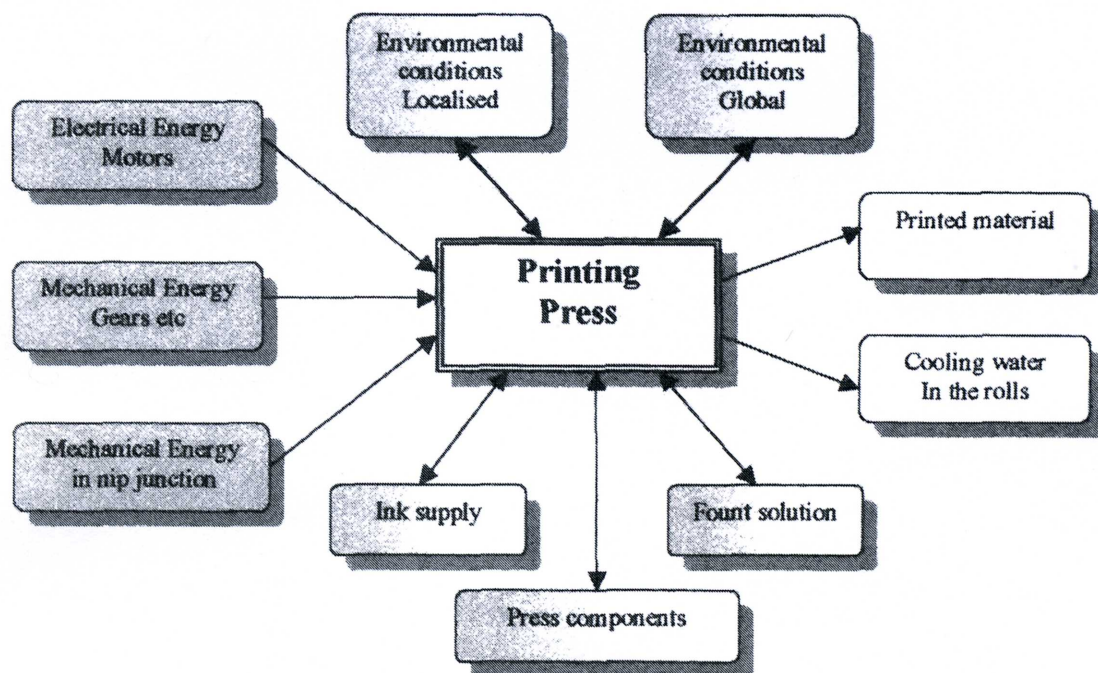 Environmental
conditions
Localised
Environmental
conditions
Global
Electrical Energy
Motors
Printed material
Printing
Press
Mechanical Energy
Gears etc
Cooling water
In the rolls
Mechanical Energy
in nip junction
Ink supply
Fount solution
Press components